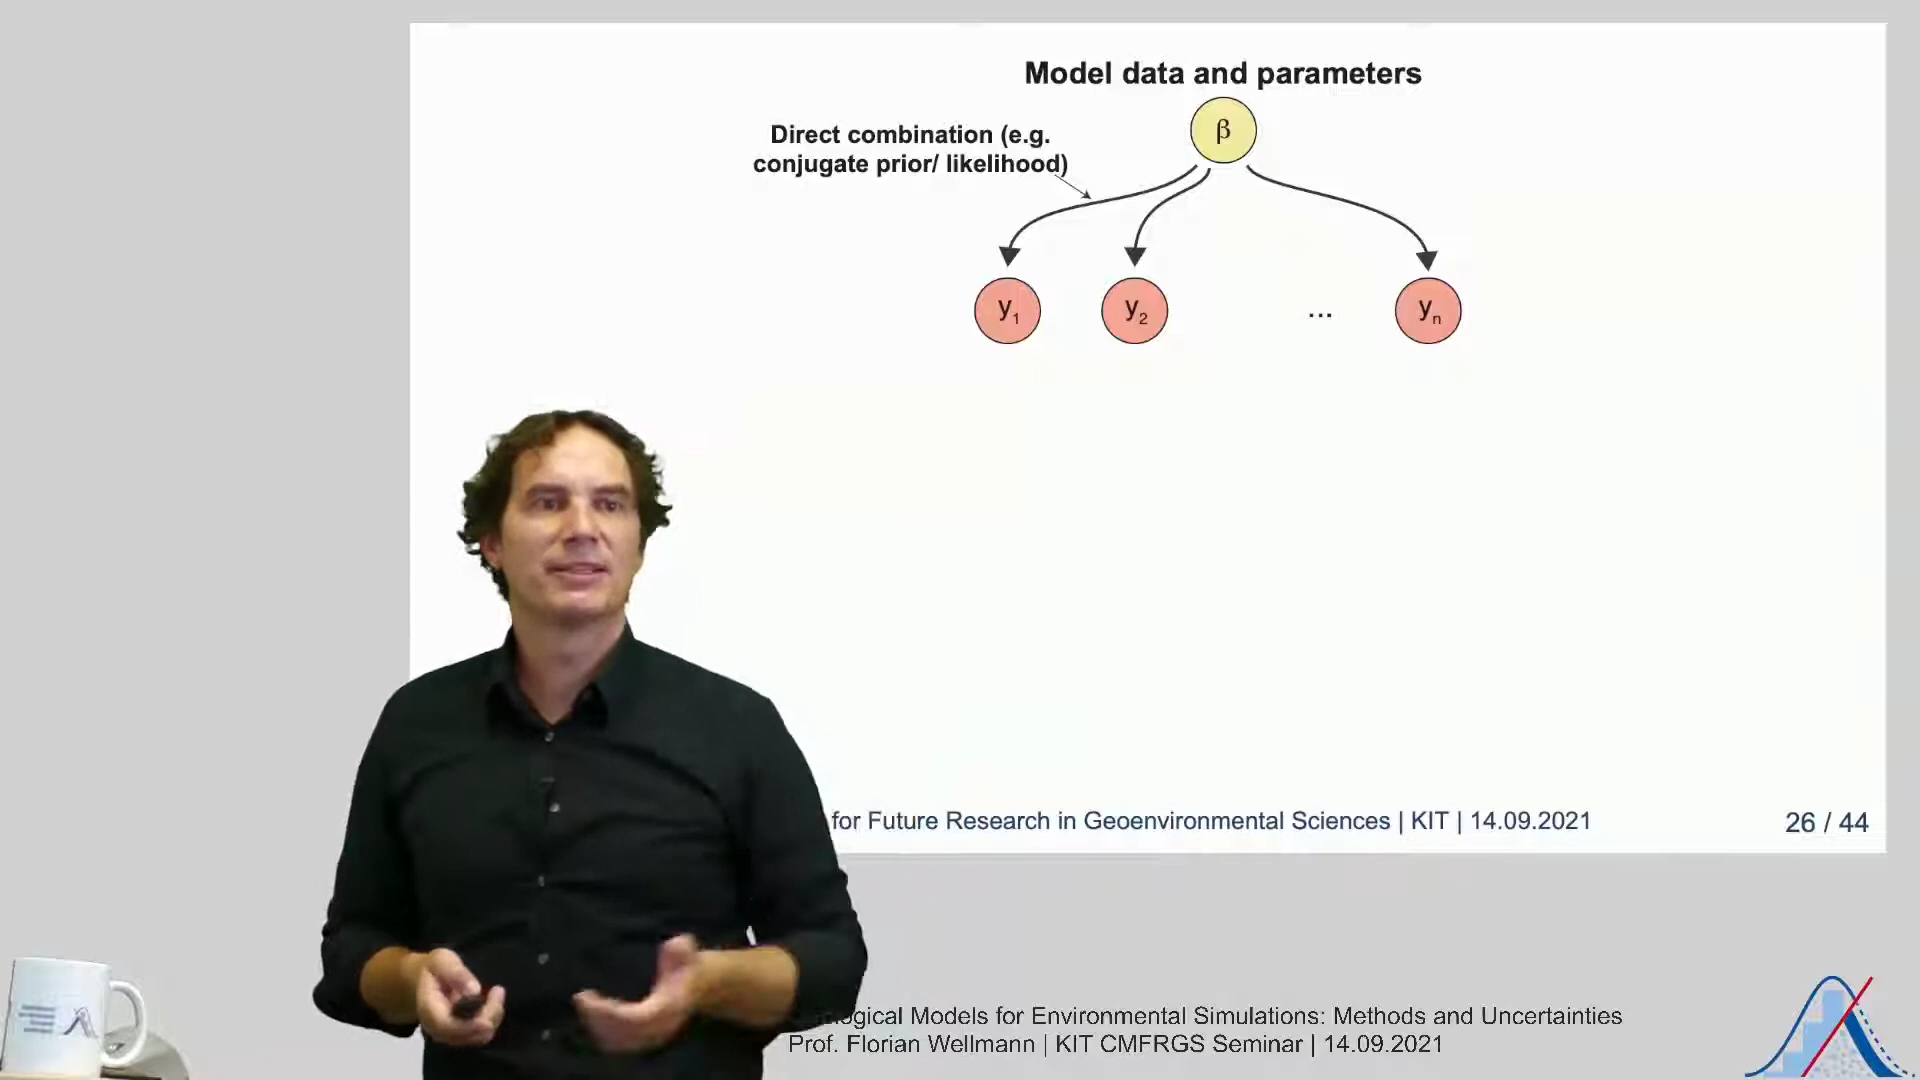 Model data and parameters
β
Direct combination (e.g.
conjugate prior/ likelihood)
y1 y2 ... yn
for Future Research in Geoenvironmental Sciences | KIT | 14.09.2021
26 / 44
Models for Environmental Simulations: Methods and Uncertainties
Prof. Florian Wellmann | KIT CMFRGS Seminar | 14.09.2021